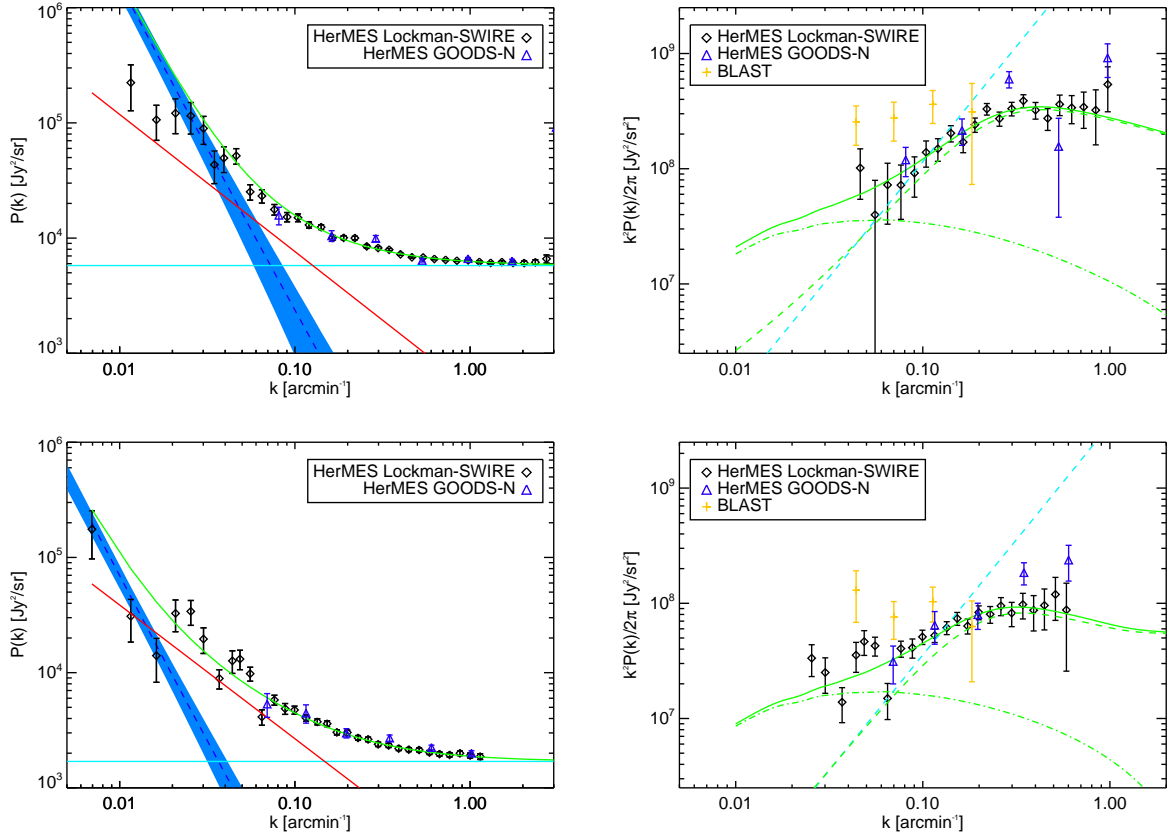 10⁶
10⁵
10⁴
10³
P(k) [Jy²/sr]
HerMES Lockman-SWIRE
HerMES GOODS-N
0.01
0.10
1.00
k [arcmin⁻¹]
10⁹
10⁸
10⁷
k²P(k)/2π [Jy²/sr²]
HerMES Lockman-SWIRE
HerMES GOODS-N
BLAST
0.01
0.10
1.00
k [arcmin⁻¹]
10⁶
10⁵
10⁴
10³
P(k) [Jy²/sr]
HerMES Lockman-SWIRE
HerMES GOODS-N
0.01
0.10
1.00
k [arcmin⁻¹]
10⁹
10⁸
10⁷
k²P(k)/2π [Jy²/sr²]
HerMES Lockman-SWIRE
HerMES GOODS-N
BLAST
0.01
0.10
1.00
k [arcmin⁻¹]